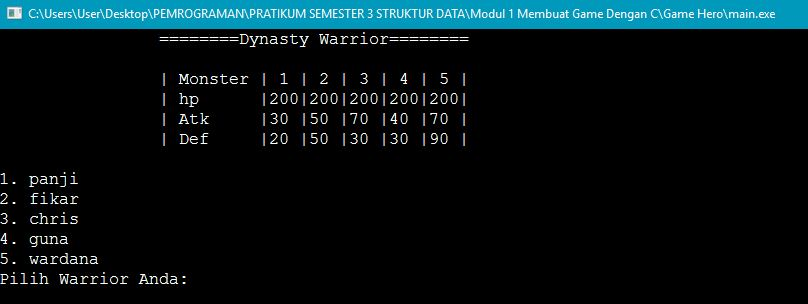 C:\Users\User\Desktop\PEMROGRAMAN\PRATIKUM SEMESTER 3 STRUKTUR DATA\Modul 1 Membuat Game Dengan C\Game Hero\main.exe
========Dynasty Warrior========
| Monster | 1 | 2 | 3 | 4 | 5 |
| hp      |200|200|200|200|200|
| Atk     |30 |50 |70 |40 |70 |
| Def     |20 |50 |30 |30 |90 |
1. panji
2. fikar
3. chris
4. guna
5. wardana
Pilih Warrior Anda: